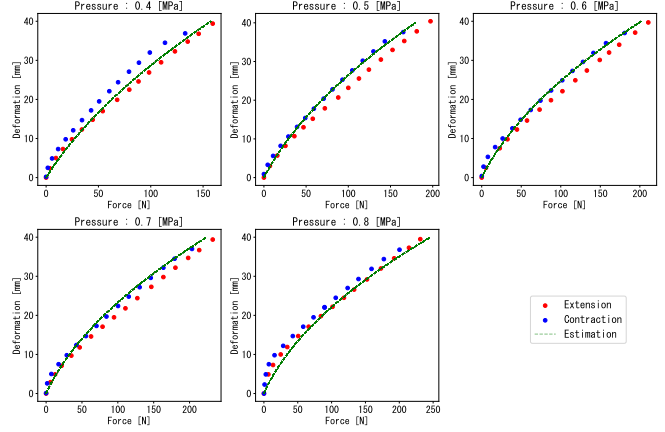 Pressure : 0.4 [MPa]
Deformation [mm]
40
30
20
10
0
0 50 100 150
Force [N]
Pressure : 0.5 [MPa]
Deformation [mm]
40
30
20
10
0
0 50 100 150 200
Force [N]
Pressure : 0.6 [MPa]
Deformation [mm]
40
30
20
10
0
0 50 100 150 200
Force [N]
Pressure : 0.7 [MPa]
Deformation [mm]
40
30
20
10
0
0 50 100 150 200
Force [N]
Pressure : 0.8 [MPa]
Deformation [mm]
40
30
20
10
0
0 50 100 150 200 250
Force [N]
Extension
Contraction
Estimation